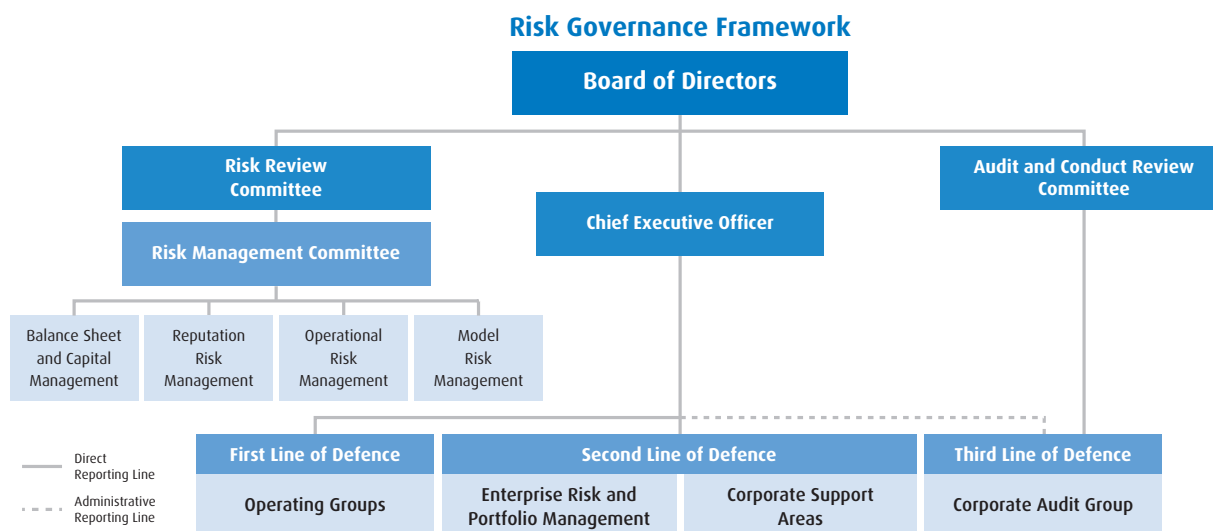 Risk Governance Framework
Board of Directors
Risk Review
Committee
Audit and Conduct Review
Committee
Chief Executive Officer
Risk Management Committee
Balance Sheet
and Capital
Management
Reputation
Risk
Management
Operational
Risk
Management
Model
Risk
Management
First Line of Defence
Operating Groups
Second Line of Defence
Enterprise Risk and
Portfolio Management
Corporate Support
Areas
Third Line of Defence
Corporate Audit Group
Direct
Reporting Line
Administrative
Reporting Line